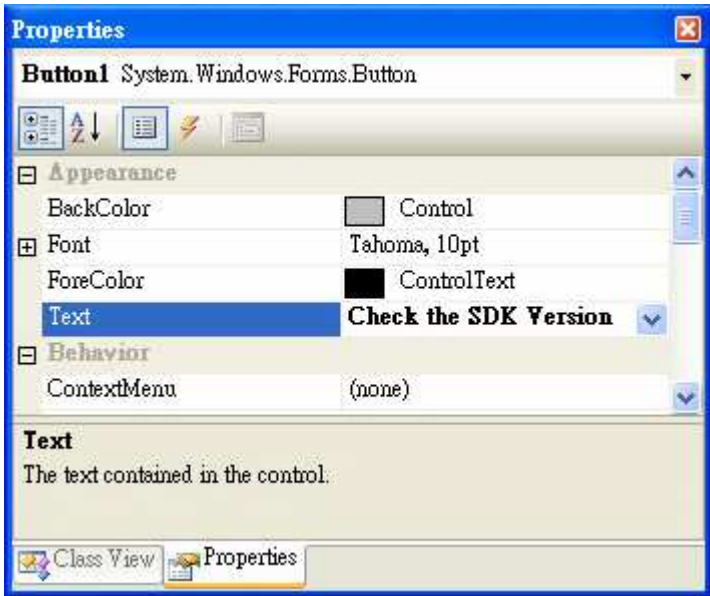 Properties
Button1 System.Windows.Forms.Button
Appearance
BackColor Control
Font Tahoma, 10pt
ForeColor ControlText
Text Check the SDK Version
Behavior
ContextMenu (none)
Text
The text contained in the control.
Class View Properties